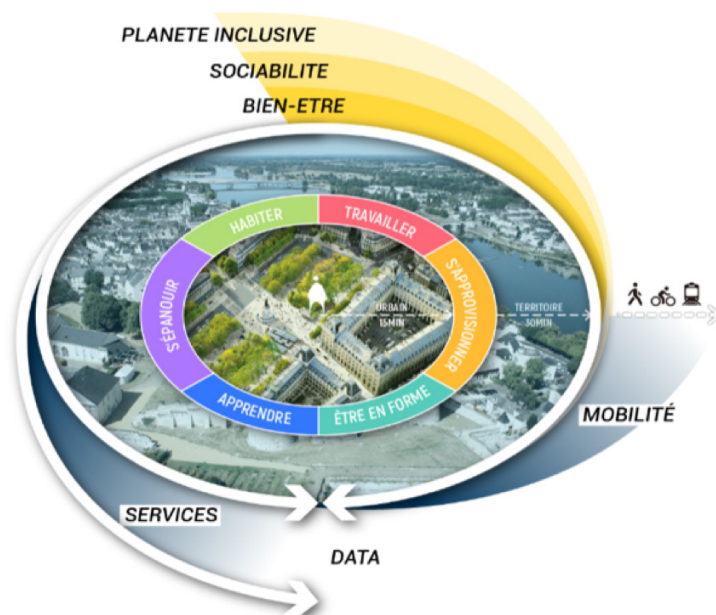 PLANETE INCLUSIVE
SOCIABILITE
BIEN-ETRE
HABITER
TRAVAILLER
S'ÉPANOUIR
S'APPROVISIONNER
URBAIN
15MIN
TERRITOIRE
30MIN
APPRENDRE
ÊTRE EN FORME
MOBILITÉ
SERVICES
DATA